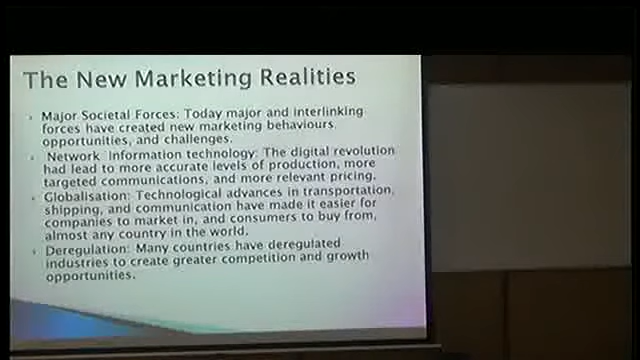 The New Marketing Realities
Major Societal Forces: Today major and interlinking
forces have created new marketing behaviours,
opportunities, and challenges.
Network Information technology: The digital revolution
had lead to more accurate levels of production, more
targeted communications, and more relevant pricing.
Globalisation: Technological advances in transportation,
shipping, and communication have made it easier for
companies to market in, and consumers to buy from,
almost any country in the world.
Deregulation: Many countries have deregulated
industries to create greater competition and growth
opportunities.